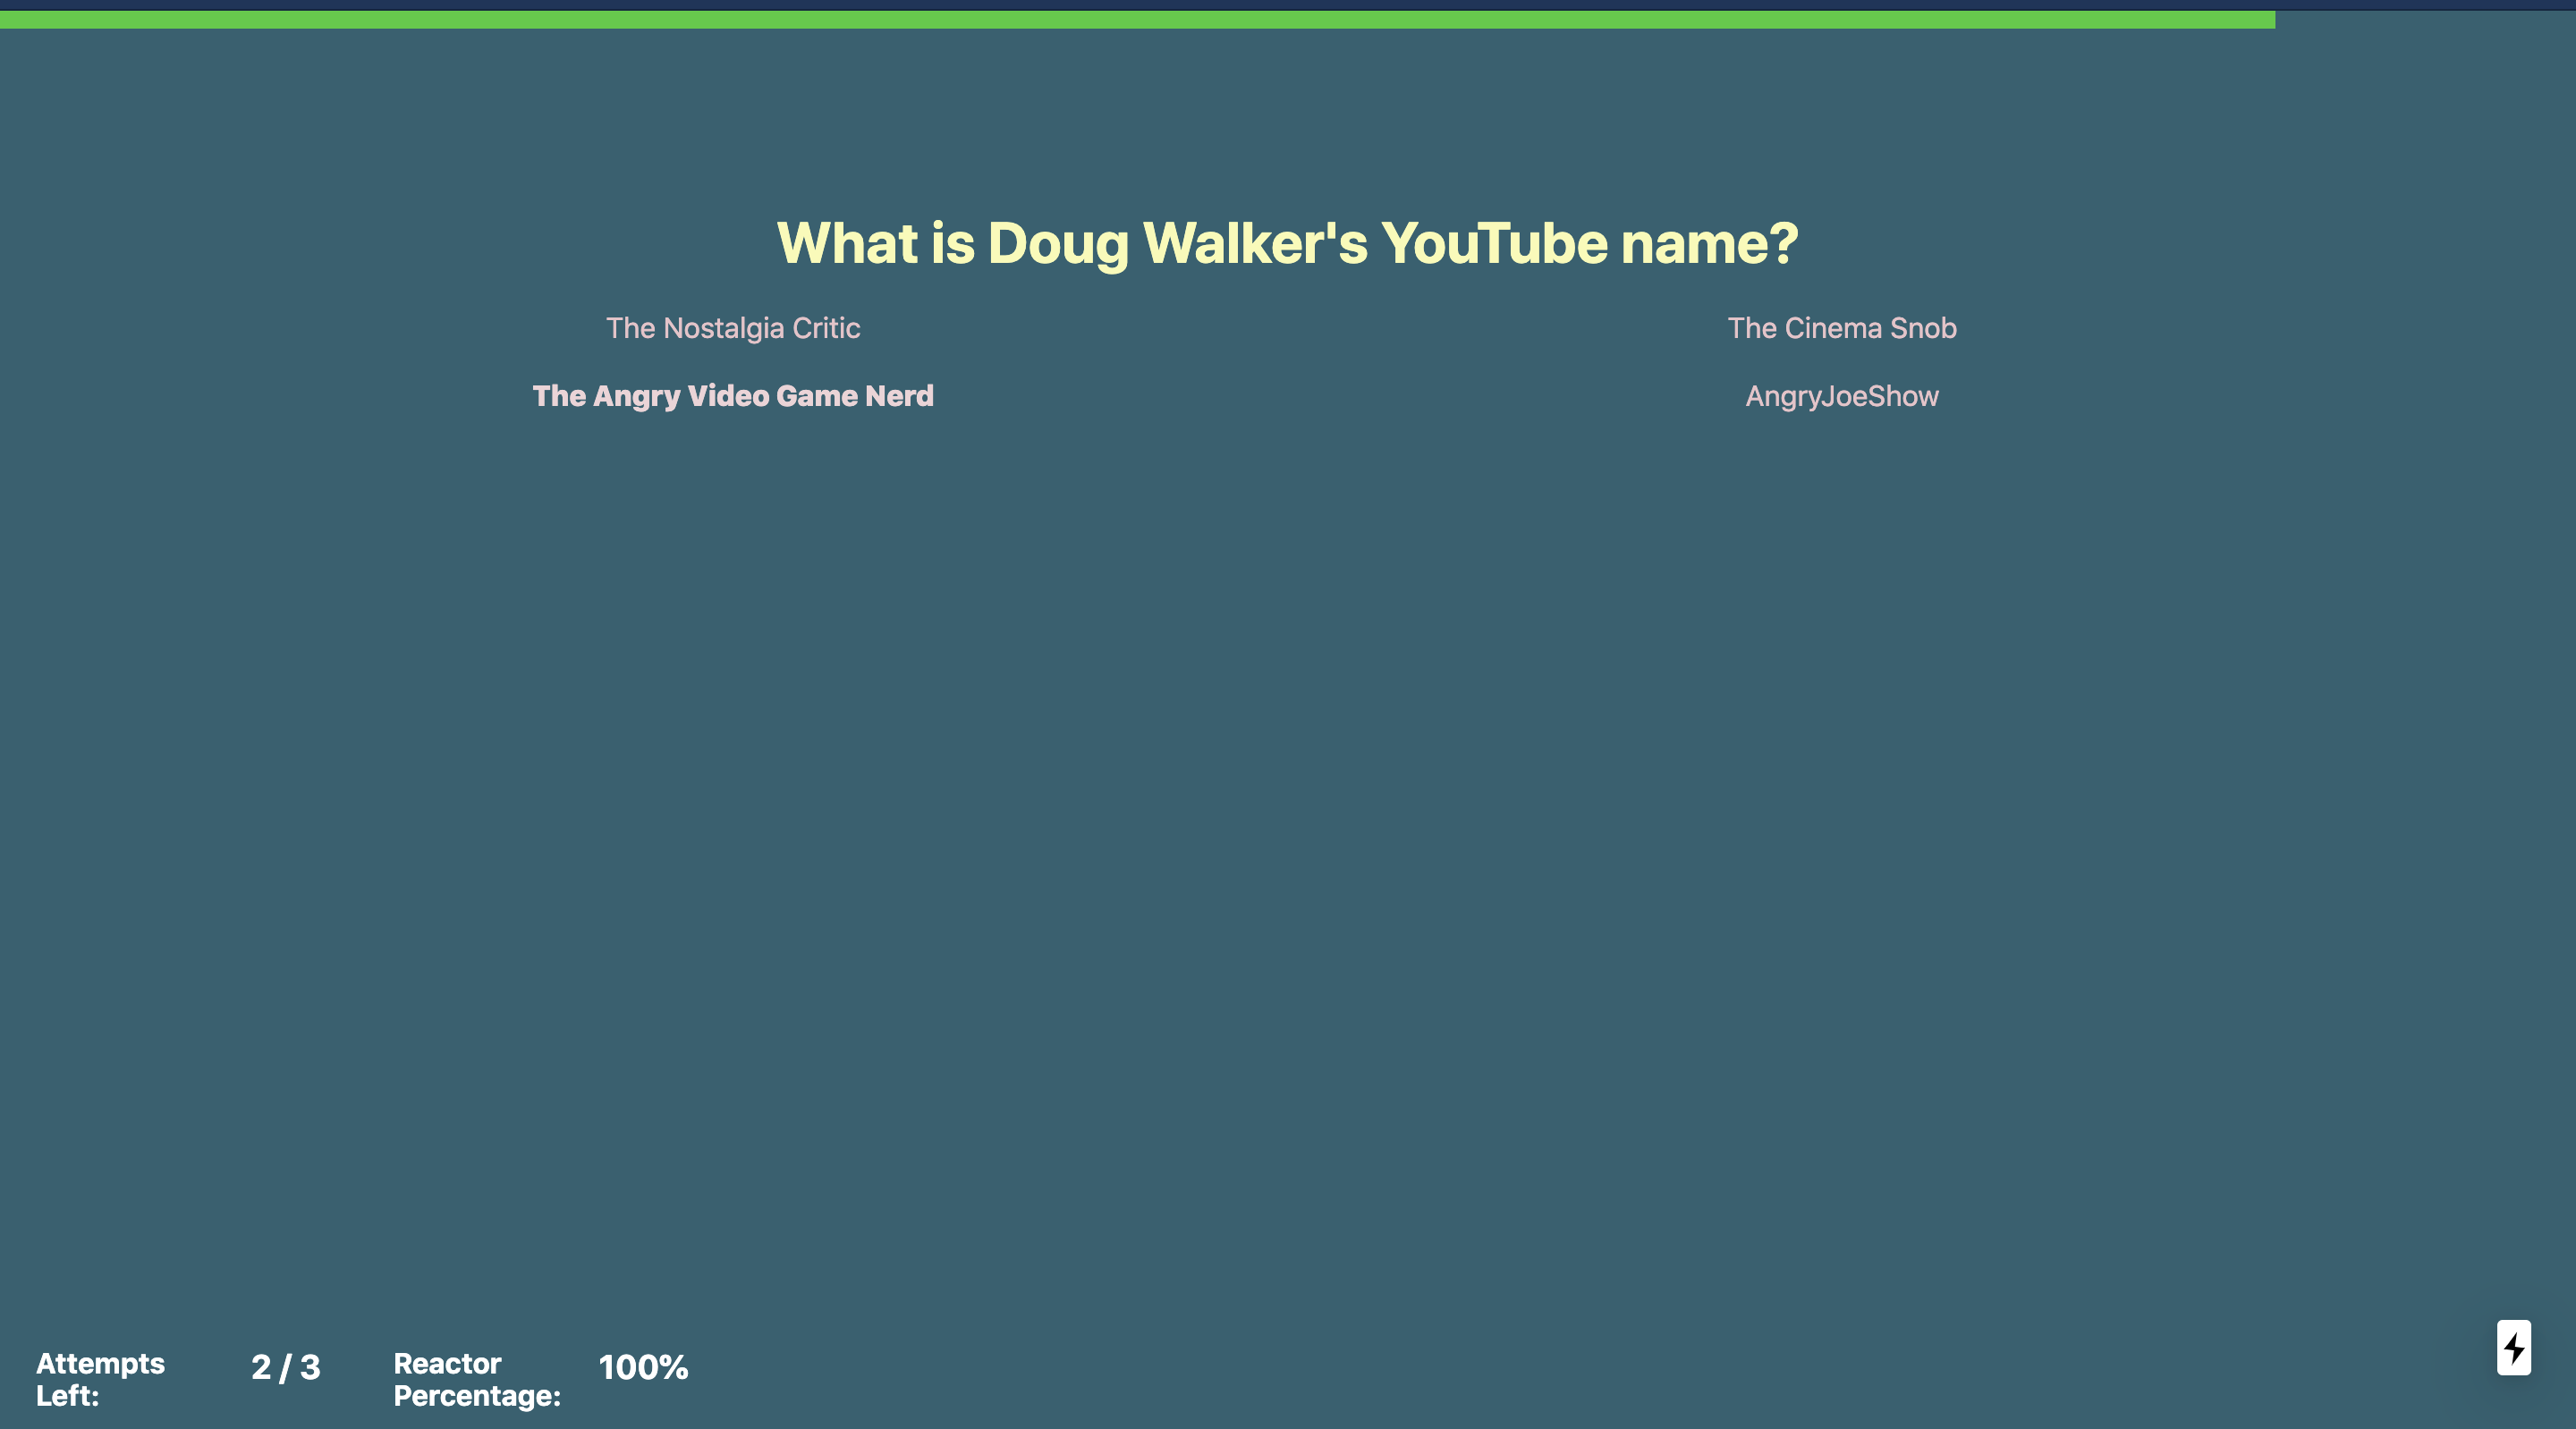 What is Doug Walker's YouTube name?
The Nostalgia Critic
The Cinema Snob
The Angry Video Game Nerd
AngryJoeShow
Attempts
Left:
2 / 3
Reactor
Percentage:
100%